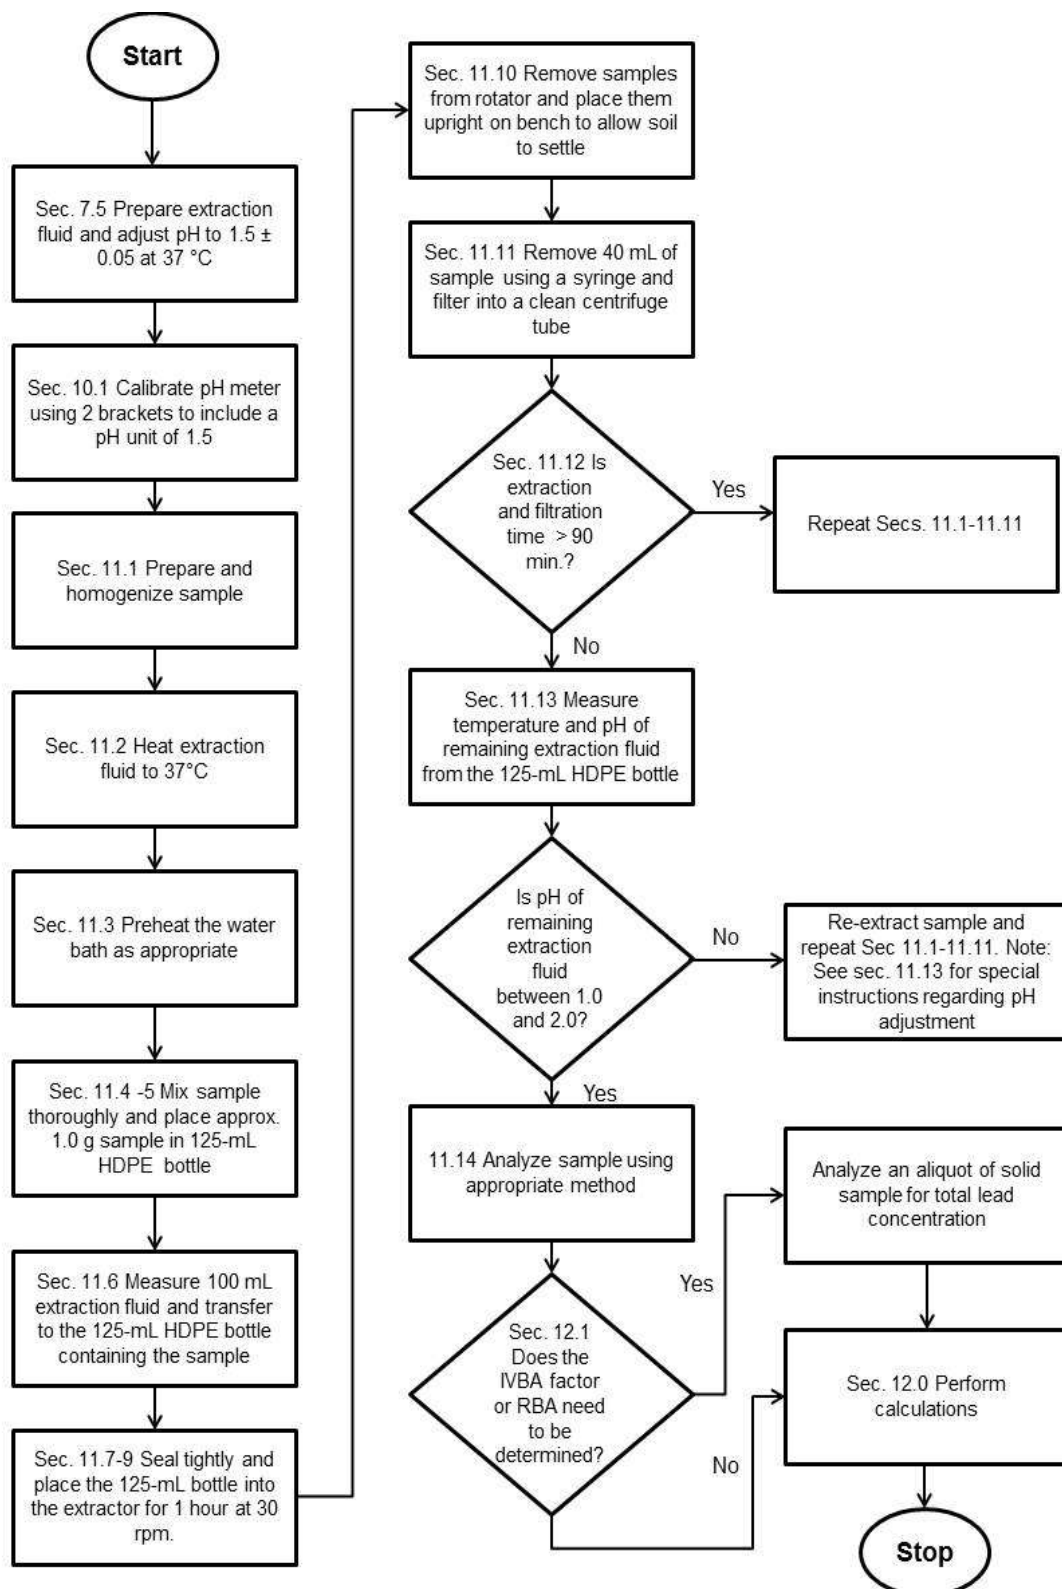 Start
Sec. 7.5 Prepare extraction
fluid and adjust pH to 1.5 ±
0.05 at 37 °C
Sec. 10.1 Calibrate pH meter
using 2 brackets to include a
pH unit of 1.5
Sec. 11.1 Prepare and
homogenize sample
Sec. 11.2 Heat extraction
fluid to 37°C
Sec. 11.3 Preheat the water
bath as appropriate
Sec. 11.4 -5 Mix sample
thoroughly and place approx.
1.0 g sample in 125-mL
HDPE bottle
Sec. 11.6 Measure 100 mL
extraction fluid and transfer
to the 125-mL HDPE bottle
containing the sample
Sec. 11.7-9 Seal tightly and
place the 125-mL bottle into
the extractor for 1 hour at 30
rpm.
Sec. 11.10 Remove samples
from rotator and place them
upright on bench to allow soil
to settle
Sec. 11.11 Remove 40 mL of
sample using a syringe and
filter into a clean centrifuge
tube
Sec. 11.12 Is
extraction
and filtration
time > 90
min.?
Yes
Repeat Secs. 11.1-11.11
No
Sec. 11.13 Measure
temperature and pH of
remaining extraction fluid
from the 125-mL HDPE bottle
Is pH of
remaining
extraction
fluid
between 1.0
and 2.0?
No
Re-extract sample and
repeat Sec 11.1-11.11. Note:
See sec. 11.13 for special
instructions regarding pH
adjustment
Yes
11.14 Analyze sample using
appropriate method
Sec. 12.1
Does the
IVBA factor
or RBA need
to be
determined?
Yes
Analyze an aliquot of solid
sample for total lead
concentration
No
Sec. 12.0 Perform
calculations
Stop